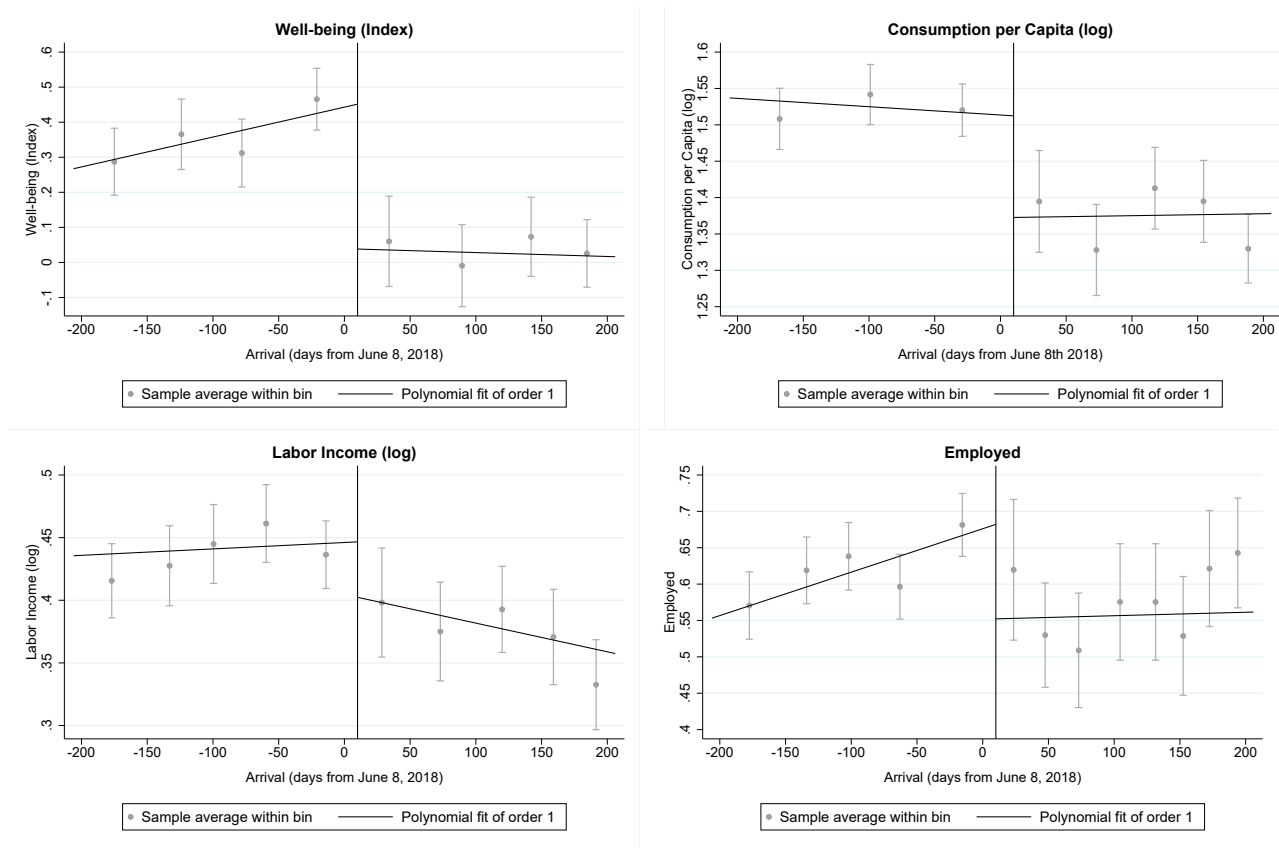 Well-being (Index)
Well-being (Index)
.6
.5
.4
.3
.2
.1
0
-.1
-200 -150 -100 -50 0 50 100 150 200
Arrival (days from June 8, 2018)
Sample average within bin Polynomial fit of order 1
Consumption per Capita (log)
Consumption per Capita (log)
1.6
1.55
1.5
1.45
1.4
1.35
1.3
1.25
-200 -150 -100 -50 0 50 100 150 200
Arrival (days from June 8th 2018)
Sample average within bin Polynomial fit of order 1
Labor Income (log)
Labor Income (log)
.5
.45
.4
.35
.3
-200 -150 -100 -50 0 50 100 150 200
Arrival (days from June 8, 2018)
Sample average within bin Polynomial fit of order 1
Employed
Employed
.75
.7
.65
.6
.55
.5
.45
.4
-200 -150 -100 -50 0 50 100 150 200
Arrival (days from June 8, 2018)
Sample average within bin Polynomial fit of order 1